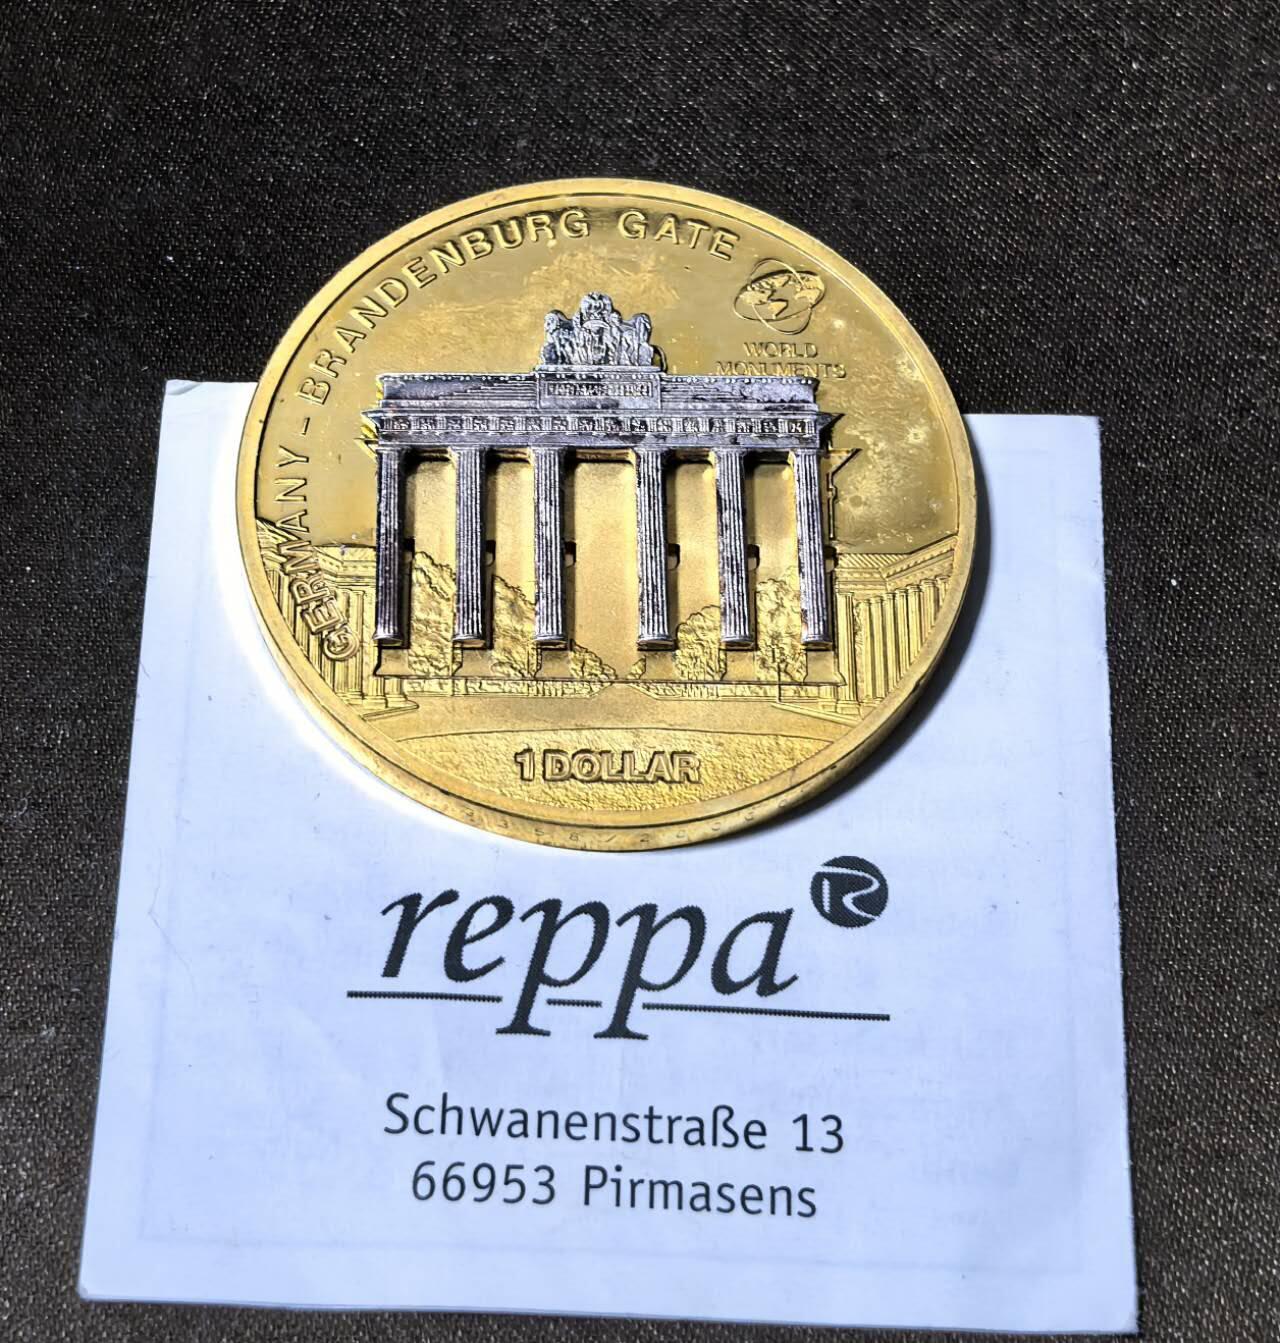 GERMANY - BRANDENBURG GATE
WORLD
MONUMENTS
1 DOLLAR
reppa
Schwanenstraße 13
66953 Pirmasens